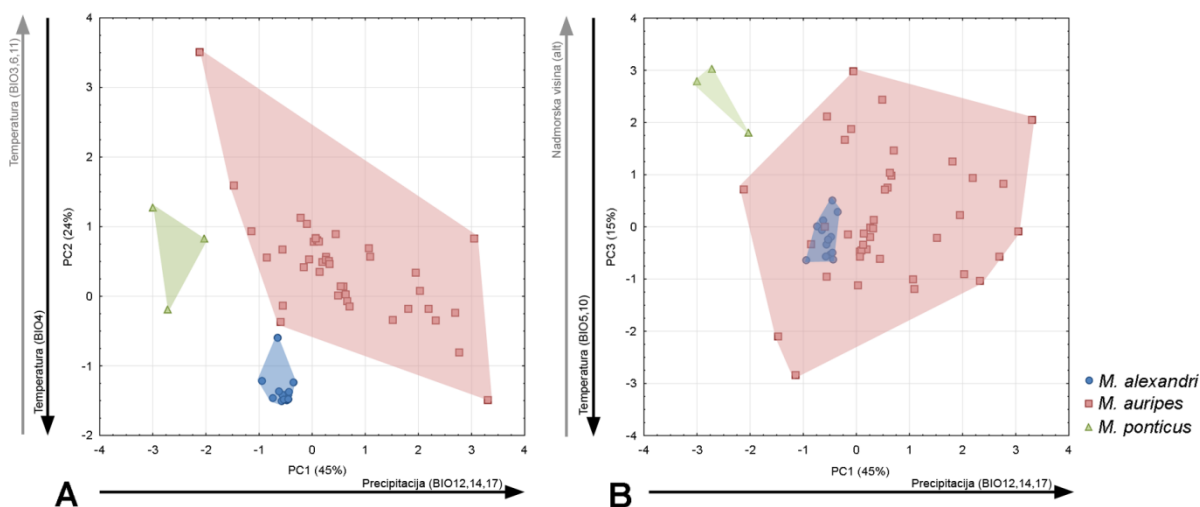 Temperatura (BIO3,6,11)
Temperatura (BIO4)
PC2 (24%)
4
3
2
1
0
-1
-2
-4
-3
-2
-1
0
1
2
3
4
PC1 (45%)
Precipitacija (BIO12,14,17)
A
Nadmorska visina (alt)
Temperatura (BIO5,10)
PC3 (15%)
4
3
2
1
0
-1
-2
-3
-4
-4
-3
-2
-1
0
1
2
3
4
PC1 (45%)
Precipitacija (BIO12,14,17)
B
M. alexandri
M. auripes
M. ponticus